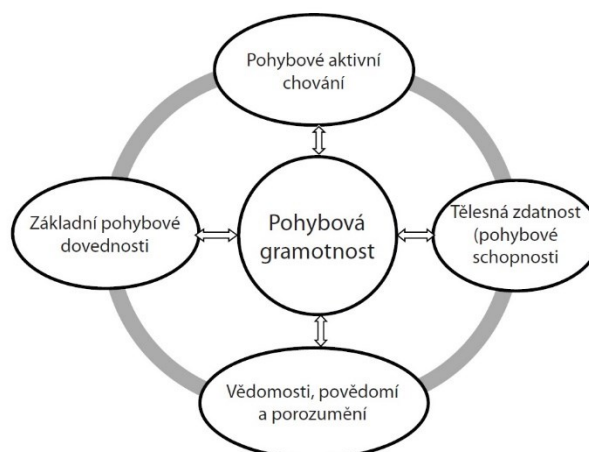 Pohybové aktivní
chování
Základní pohybové
dovednosti
Pohybová
gramotnost
Tělesná zdatnost
(pohybové
schopnosti
Vědomosti, povědomí
a porozumění